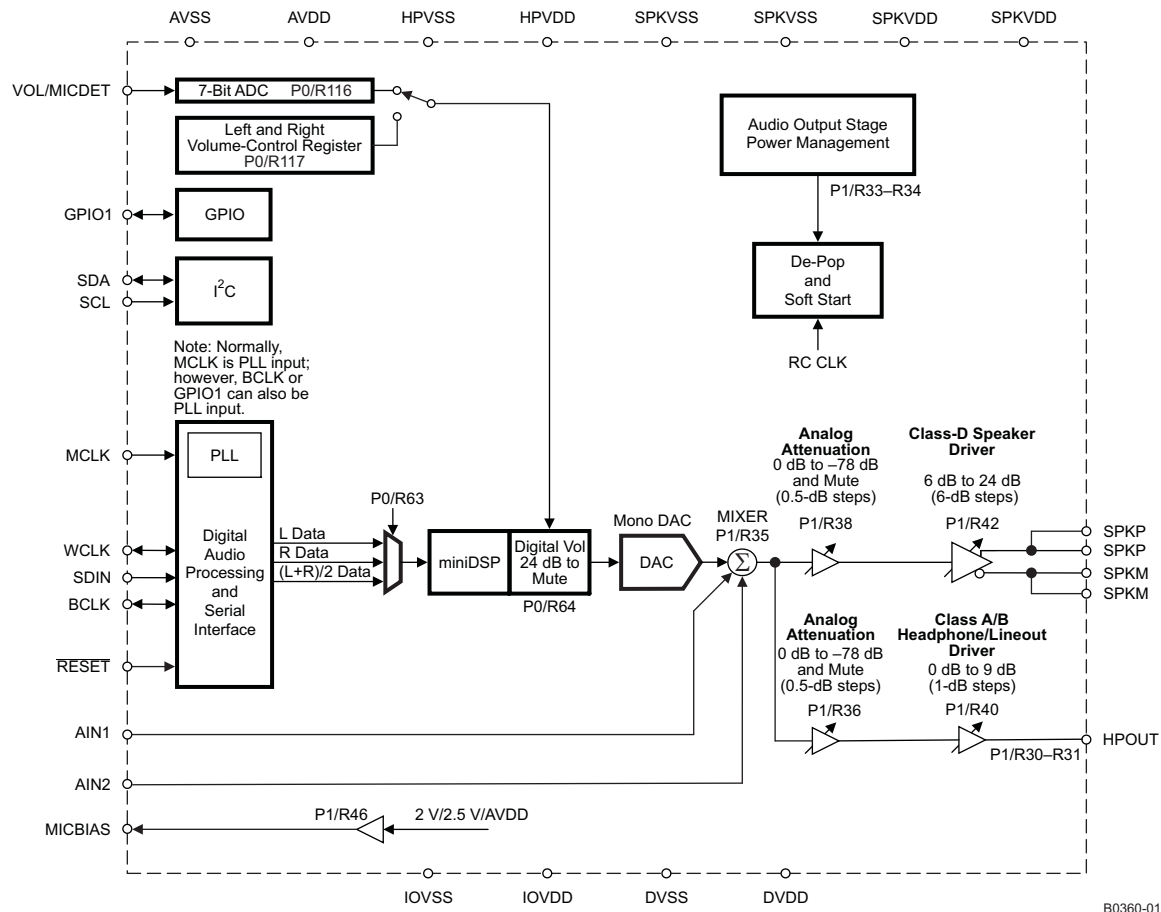 AVSS
AVDD
HPVSS
HPVDD
SPKVSS
SPKVSS
SPKVDD
SPKVDD
VOL/MICDET
7-Bit ADC P0/R116
Left and Right
Volume-Control Register
P0/R117
Audio Output Stage
Power Management
P1/R33–R34
GPIO1
GPIO
De-Pop
and
Soft Start
RC CLK
SDA
SCL
I²C
Note: Normally,
MCLK is PLL input;
however, BCLK or
GPIO1 can also be
PLL input.
MCLK
PLL
WCLK
SDIN
BCLK
RESET
Digital
Audio
Processing
and
Serial
Interface
L Data
R Data
(L+R)/2 Data
P0/R63
miniDSP
Digital Vol
24 dB to
Mute
P0/R64
Mono DAC
DAC
MIXER
P1/R35
Σ
Analog
Attenuation
0 dB to –78 dB
and Mute
(0.5-dB steps)
P1/R38
Class-D Speaker
Driver
6 dB to 24 dB
(6-dB steps)
P1/R42
SPKP
SPKP
SPKM
SPKM
Analog
Attenuation
0 dB to –78 dB
and Mute
(0.5-dB steps)
P1/R36
Class A/B
Headphone/Lineout
Driver
0 dB to 9 dB
(1-dB steps)
P1/R40
P1/R30–R31
HPOUT
AIN1
AIN2
MICBIAS
P1/R46
2 V/2.5 V/AVDD
IOVSS
IOVDD
DVSS
DVDD
B0360-01